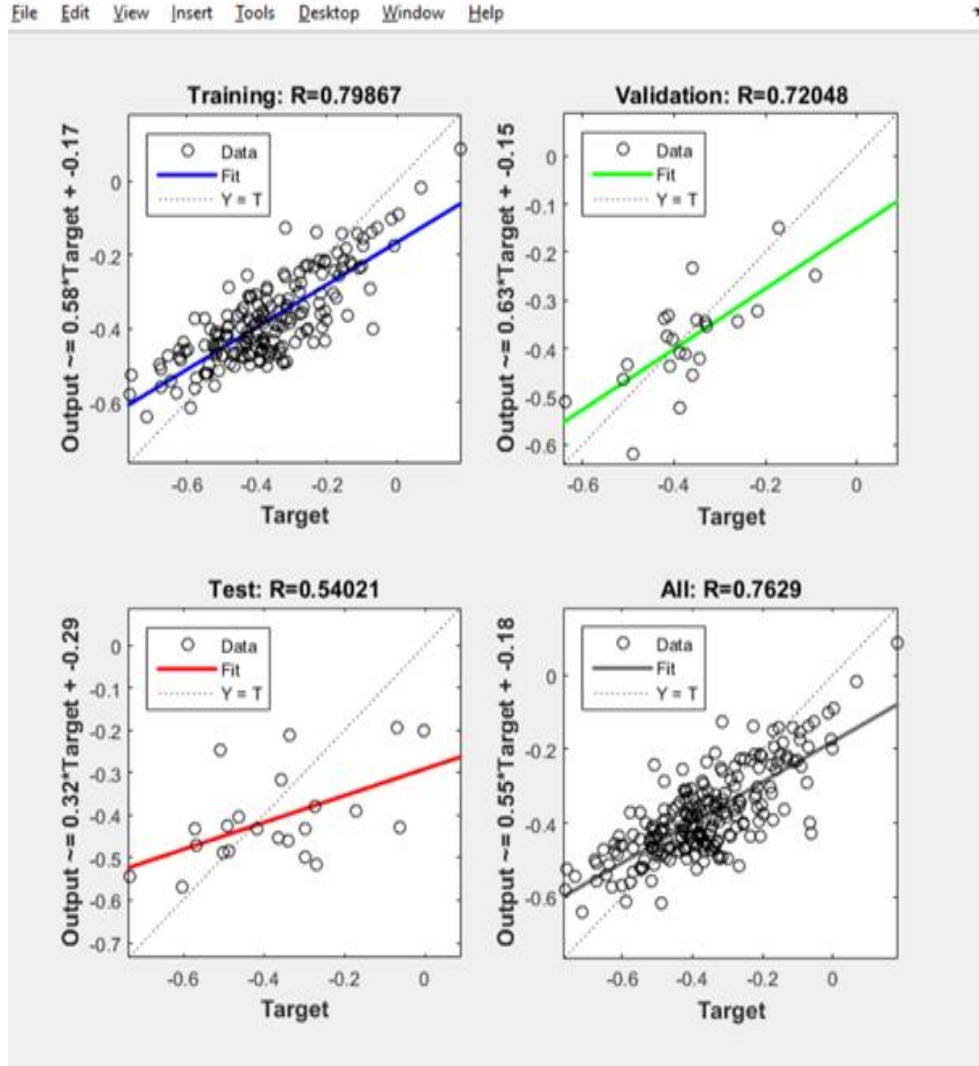 File Edit View Insert Tools Desktop Window Help
Training: R=0.79867
Output ~= 0.58*Target + -0.17
Data
Fit
Y = T
0
-0.2
-0.4
-0.6
-0.6 -0.4 -0.2 0
Target
Validation: R=0.72048
Output ~= 0.63*Target + -0.15
Data
Fit
Y = T
0
-0.1
-0.2
-0.3
-0.4
-0.5
-0.6
-0.6 -0.4 -0.2 0
Target
Test: R=0.54021
Output ~= 0.32*Target + -0.29
Data
Fit
Y = T
0
-0.1
-0.2
-0.3
-0.4
-0.5
-0.6
-0.7
-0.6 -0.4 -0.2 0
Target
All: R=0.7629
Output ~= 0.55*Target + -0.18
Data
Fit
Y = T
0
-0.2
-0.4
-0.6
-0.6 -0.4 -0.2 0
Target